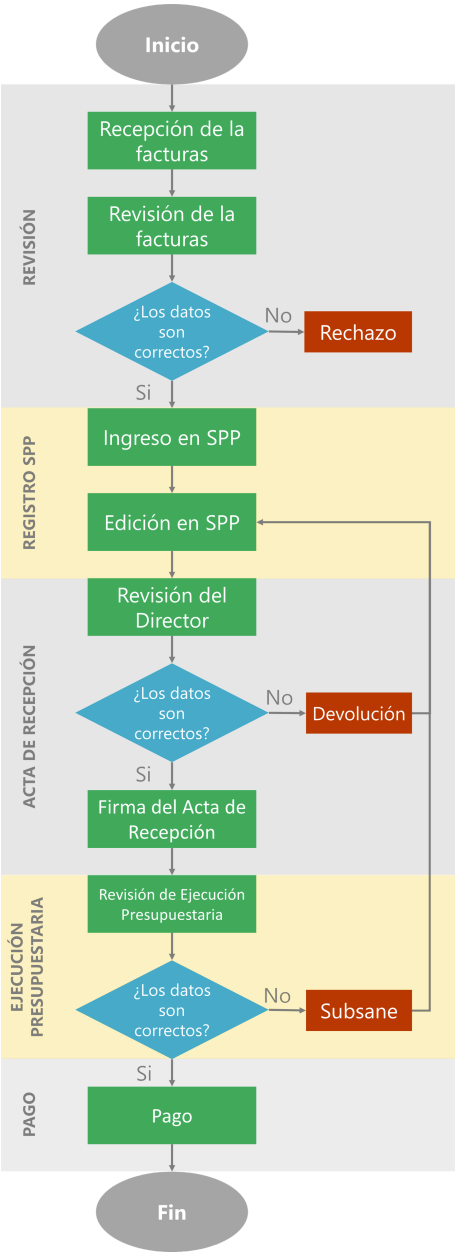 Inicio
REVISIÓN
Recepción de la
facturas
Revisión de la
facturas
¿Los datos
son
correctos?
No
Rechazo
Si
REGISTRO SPP
Ingreso en SPP
Edición en SPP
ACTA DE RECEPCIÓN
Revisión del
Director
¿Los datos
son
correctos?
No
Devolución
Si
Firma del Acta de
Recepción
EJECUCIÓN
PRESUPUESTARIA
Revisión de Ejecución
Presupuestaria
¿Los datos
son
correctos?
No
Subsane
Si
PAGO
Pago
Fin